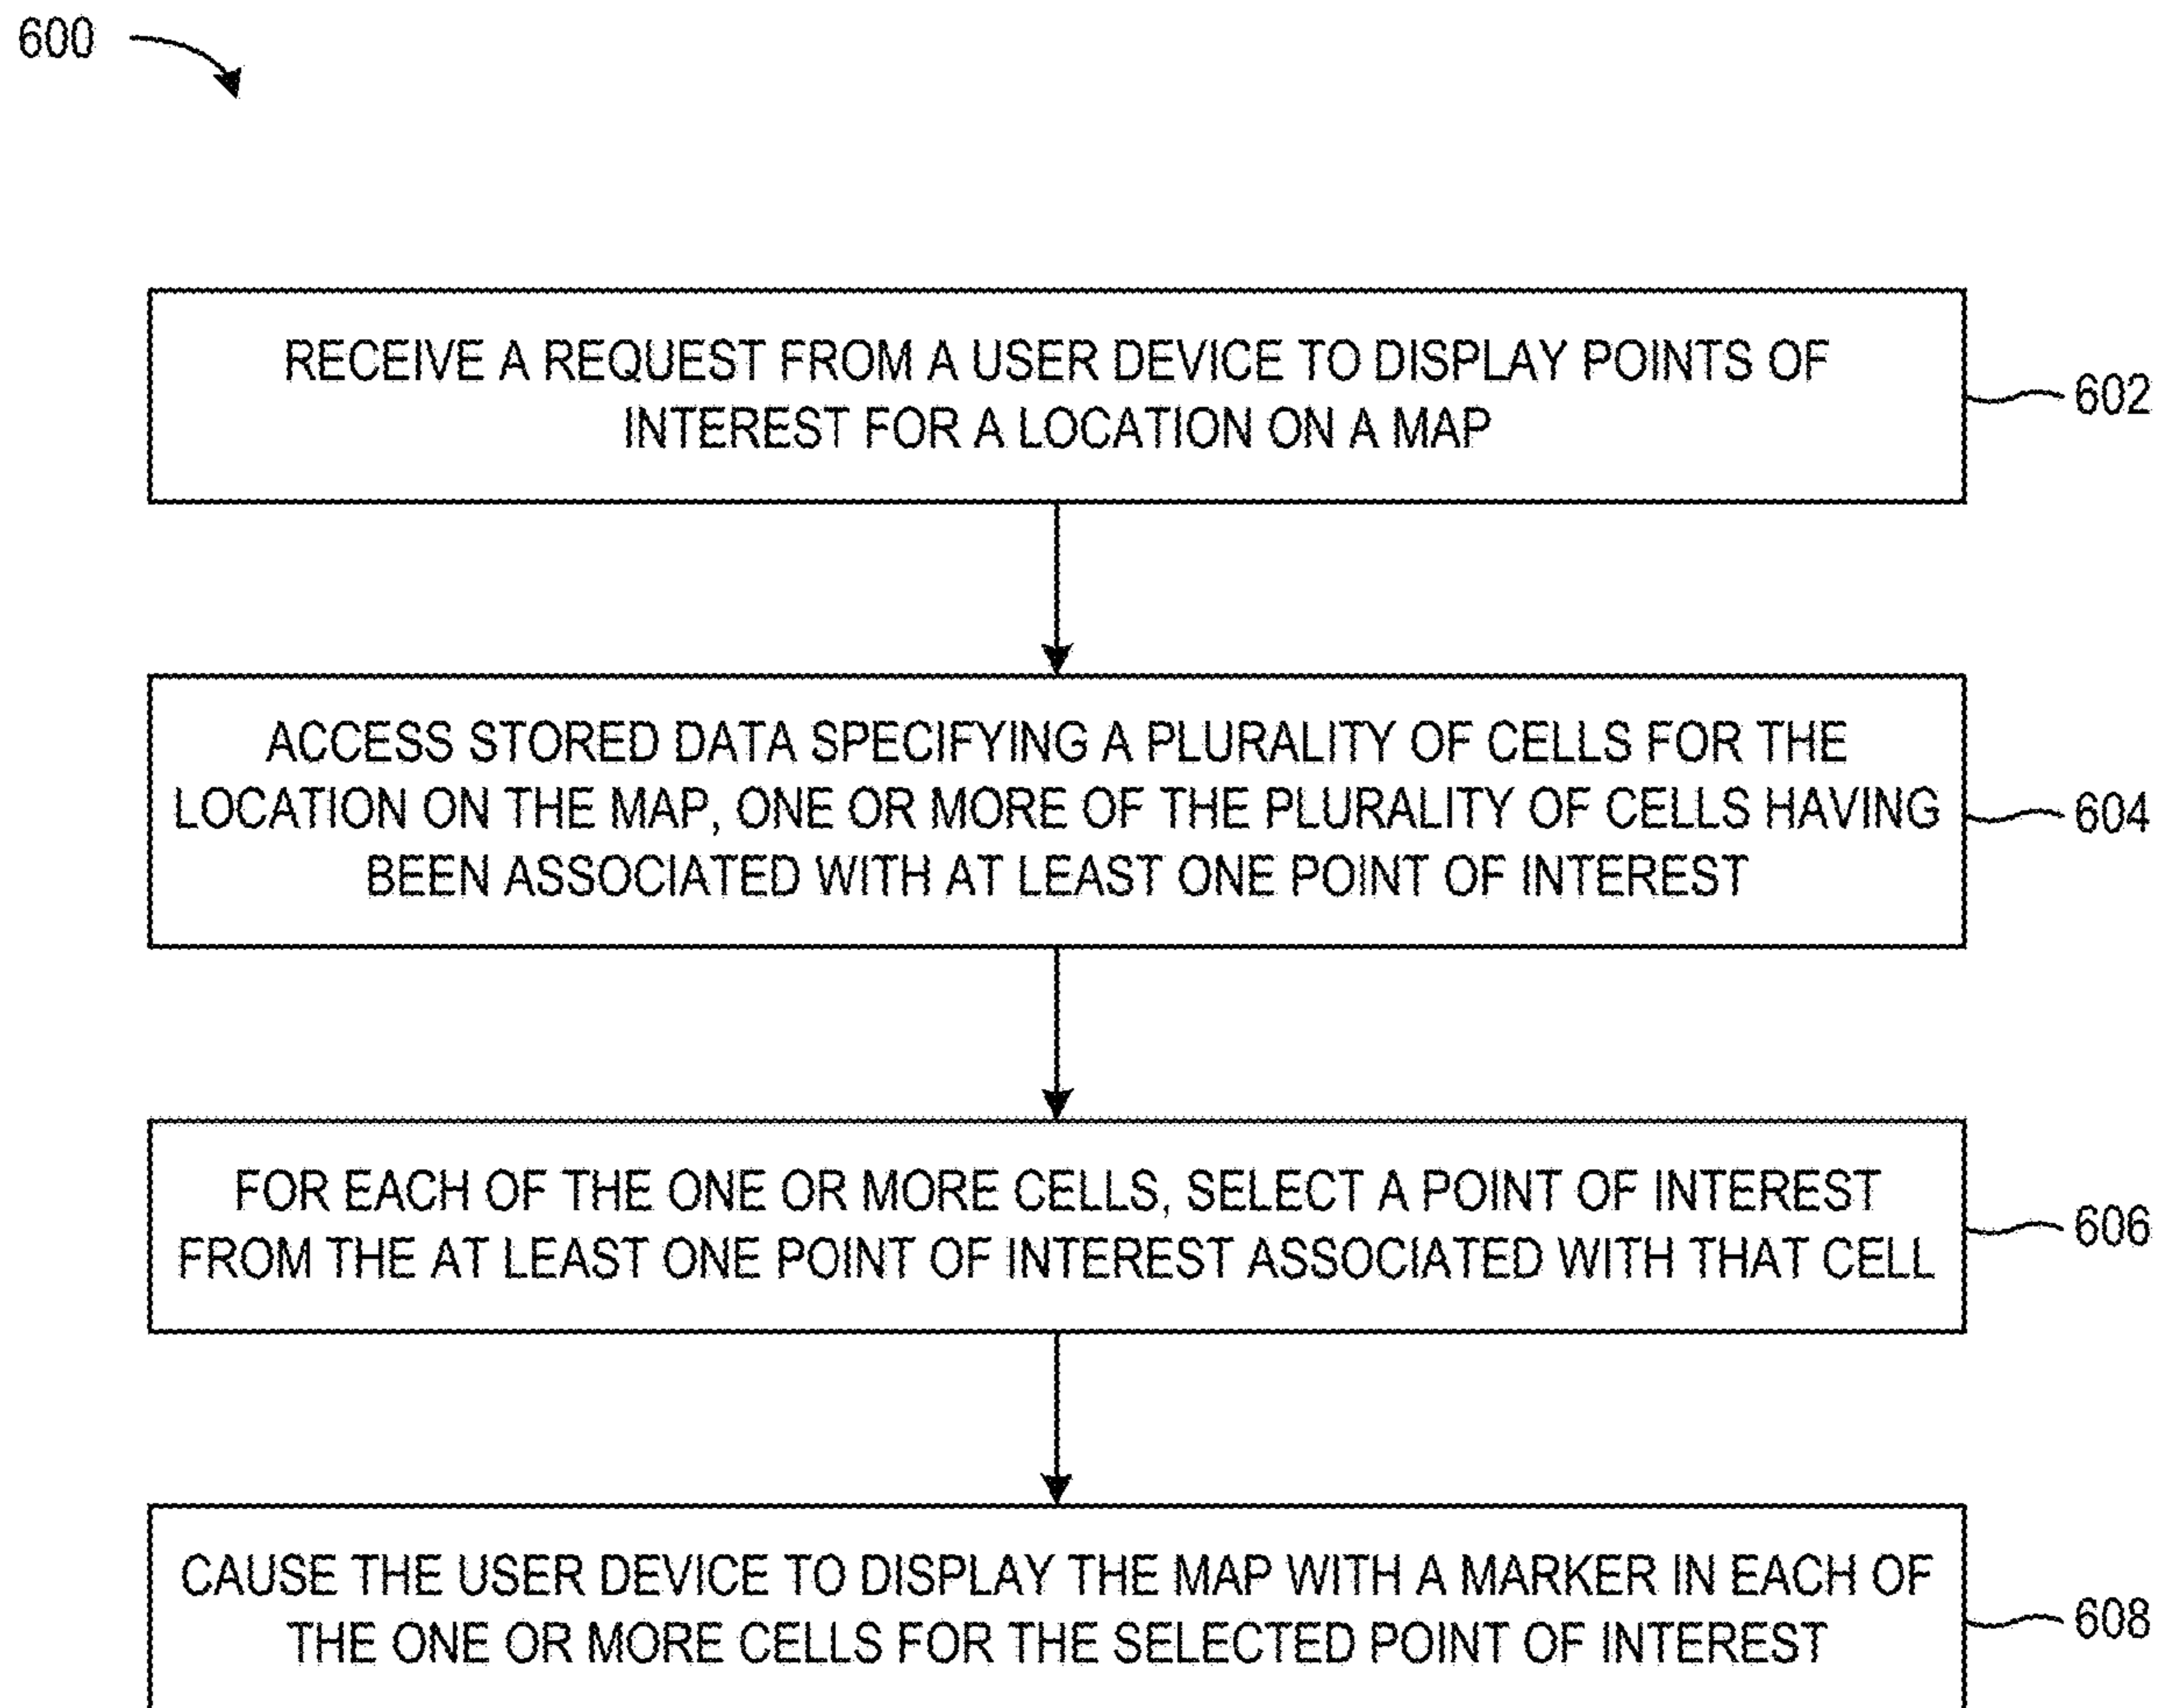 600
RECEIVE A REQUEST FROM A USER DEVICE TO DISPLAY POINTS OF
INTEREST FOR A LOCATION ON A MAP
602
ACCESS STORED DATA SPECIFYING A PLURALITY OF CELLS FOR THE
LOCATION ON THE MAP, ONE OR MORE OF THE PLURALITY OF CELLS HAVING
BEEN ASSOCIATED WITH AT LEAST ONE POINT OF INTEREST
604
FOR EACH OF THE ONE OR MORE CELLS, SELECT A POINT OF INTEREST
FROM THE AT LEAST ONE POINT OF INTEREST ASSOCIATED WITH THAT CELL
606
CAUSE THE USER DEVICE TO DISPLAY THE MAP WITH A MARKER IN EACH OF
THE ONE OR MORE CELLS FOR THE SELECTED POINT OF INTEREST
608